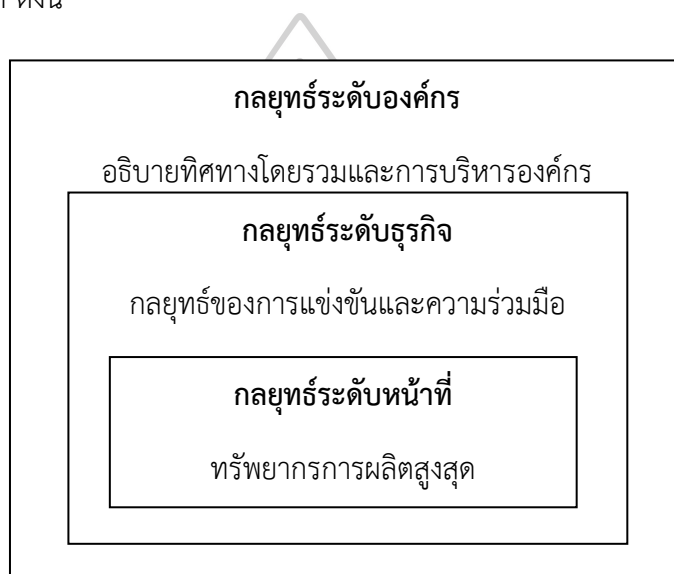 ดังนี้
กลยุทธ์ระดับองค์กร
อธิบายทิศทางโดยรวมและการบริหารองค์กร
กลยุทธ์ระดับธุรกิจ
กลยุทธ์ของการแข่งขันและความร่วมมือ
กลยุทธ์ระดับหน้าที่
ทรัพยากรการผลิตสูงสุด